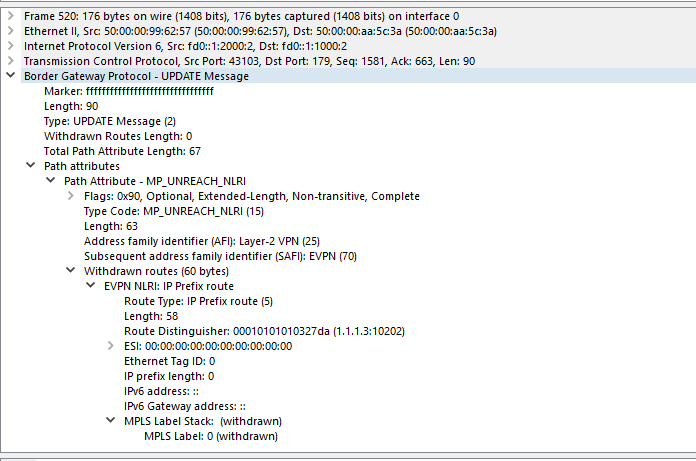 Frame 520: 176 bytes on wire (1408 bits), 176 bytes captured (1408 bits) on interface 0
Ethernet II, Src: 50:00:00:99:62:57 (50:00:00:99:62:57), Dst: 50:00:00:aa:5c:3a (50:00:00:aa:5c:3a)
Internet Protocol Version 6, Src: fd0::1:2000:2, Dst: fd0::1:1000:2
Transmission Control Protocol, Src Port: 43103, Dst Port: 179, Seq: 1581, Ack: 663, Len: 90
Border Gateway Protocol - UPDATE Message
Marker: ffffffffffffffffffffffffffffffff
Length: 90
Type: UPDATE Message (2)
Withdrawn Routes Length: 0
Total Path Attribute Length: 67
Path attributes
Path Attribute - MP_UNREACH_NLRI
Flags: 0x90, Optional, Extended-Length, Non-transitive, Complete
Type Code: MP_UNREACH_NLRI (15)
Length: 63
Address family identifier (AFI): Layer-2 VPN (25)
Subsequent address family identifier (SAFI): EVPN (70)
Withdrawn routes (60 bytes)
EVPN NLRI: IP Prefix route
Route Type: IP Prefix route (5)
Length: 58
Route Distinguisher: 00010101010327da (1.1.1.3:10202)
ESI: 00:00:00:00:00:00:00:00:00:00
Ethernet Tag ID: 0
IP prefix length: 0
IPv6 address: ::
IPv6 Gateway address: ::
MPLS Label Stack:  (withdrawn)
MPLS Label: 0 (withdrawn)